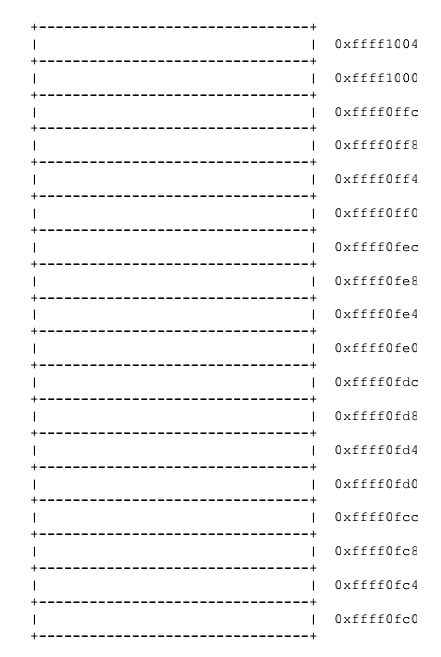 +-------------------------------+
|                               |  0xffff1004
+-------------------------------+
|                               |  0xffff1000
+-------------------------------+
|                               |  0xffff0ffc
+-------------------------------+
|                               |  0xffff0ff8
+-------------------------------+
|                               |  0xffff0ff4
+-------------------------------+
|                               |  0xffff0ff0
+-------------------------------+
|                               |  0xffff0fec
+-------------------------------+
|                               |  0xffff0fe8
+-------------------------------+
|                               |  0xffff0fe4
+-------------------------------+
|                               |  0xffff0fe0
+-------------------------------+
|                               |  0xffff0fdc
+-------------------------------+
|                               |  0xffff0fd8
+-------------------------------+
|                               |  0xffff0fd4
+-------------------------------+
|                               |  0xffff0fd0
+-------------------------------+
|                               |  0xffff0fcc
+-------------------------------+
|                               |  0xffff0fc8
+-------------------------------+
|                               |  0xffff0fc4
+-------------------------------+
|                               |  0xffff0fc0
+-------------------------------+